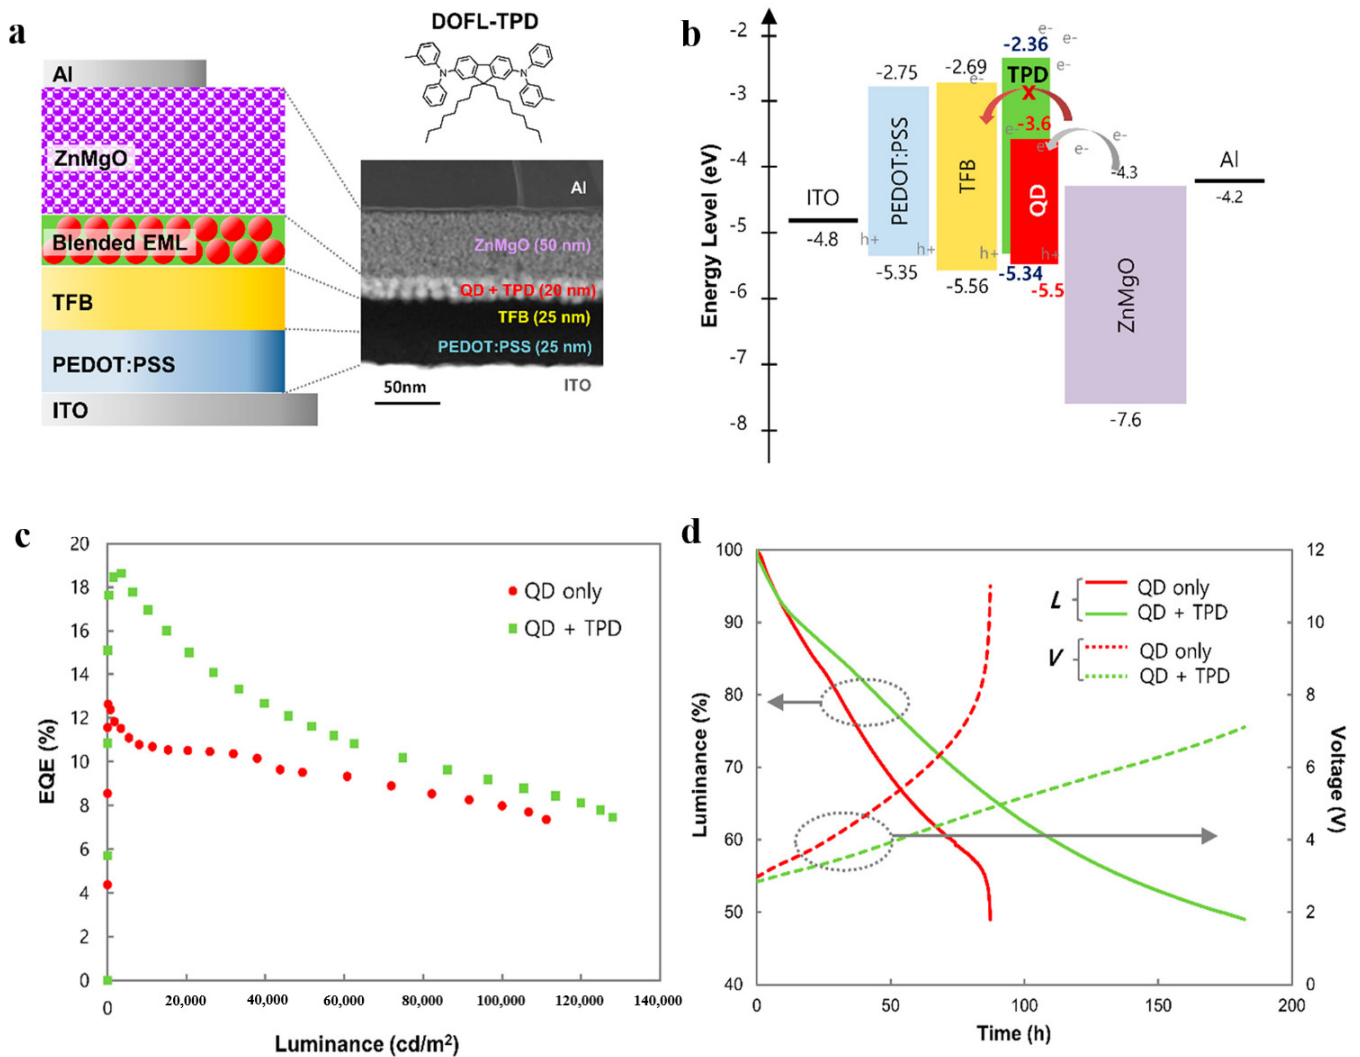 a
DOFL-TPD
N
N
Al
ZnMgO
Blended EML
TFB
PEDOT:PSS
ITO
Al
ZnMgO (50 nm)
QD + TPD (20 nm)
TFB (25 nm)
PEDOT:PSS (25 nm)
ITO
50nm
b
Energy Level (eV)
-2
-3
-4
-5
-6
-7
-8
ITO
-4.8
-2.75
PEDOT:PSS
-5.35
-2.69
TFB
-5.56
-2.36
TPD
X
-5.34
-3.6
QD
-5.5
-4.3
ZnMgO
-7.6
Al
-4.2
e-
e-
e-
e-
e-
e-
e-
e-
e-
h+
h+
h+
h+
c
EQE (%)
20
18
16
14
12
10
8
6
4
2
0
QD only
QD + TPD
0
20,000
40,000
60,000
80,000
100,000
120,000
140,000
Luminance (cd/m²)
d
Luminance (%)
100
90
80
70
60
50
40
L
QD only
QD + TPD
V
QD only
QD + TPD
12
10
8
6
4
2
0
Voltage (V)
0
50
100
150
200
Time (h)